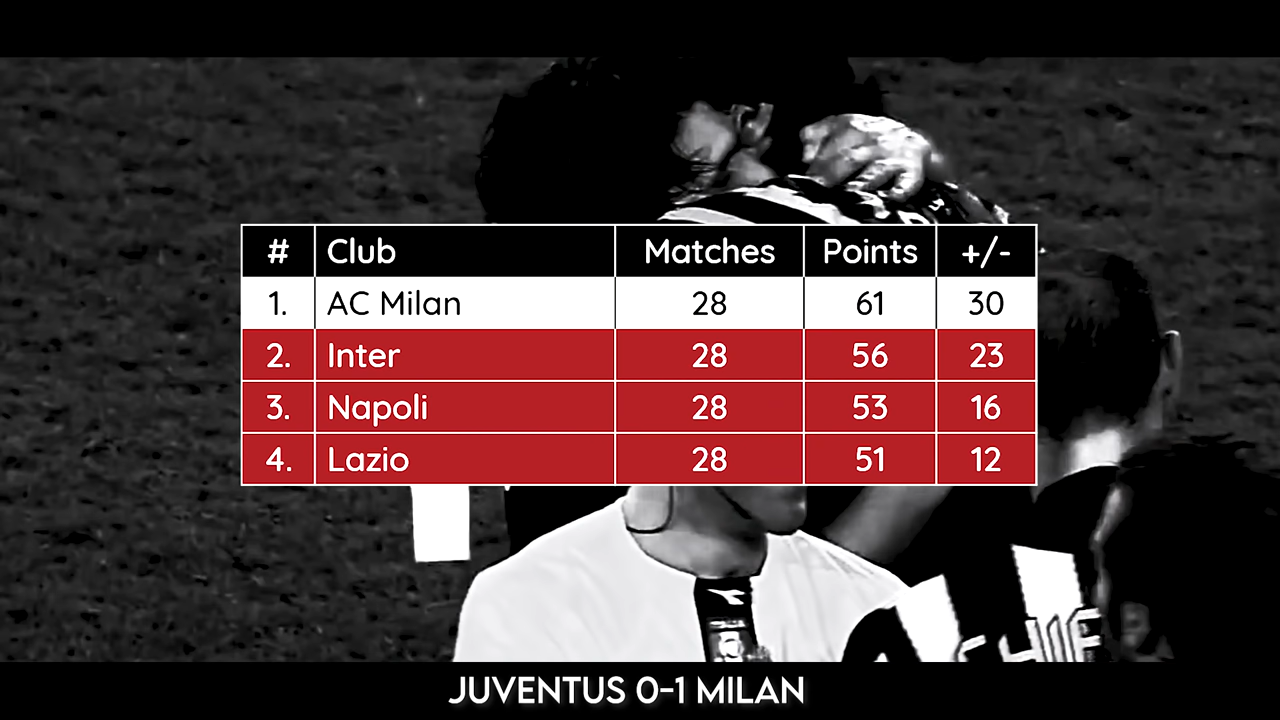 # Club Matches Points +/-
1. AC Milan 28 61 30
2. Inter 28 56 23
3. Napoli 28 53 16
4. Lazio 28 51 12
JUVENTUS 0-1 MILAN